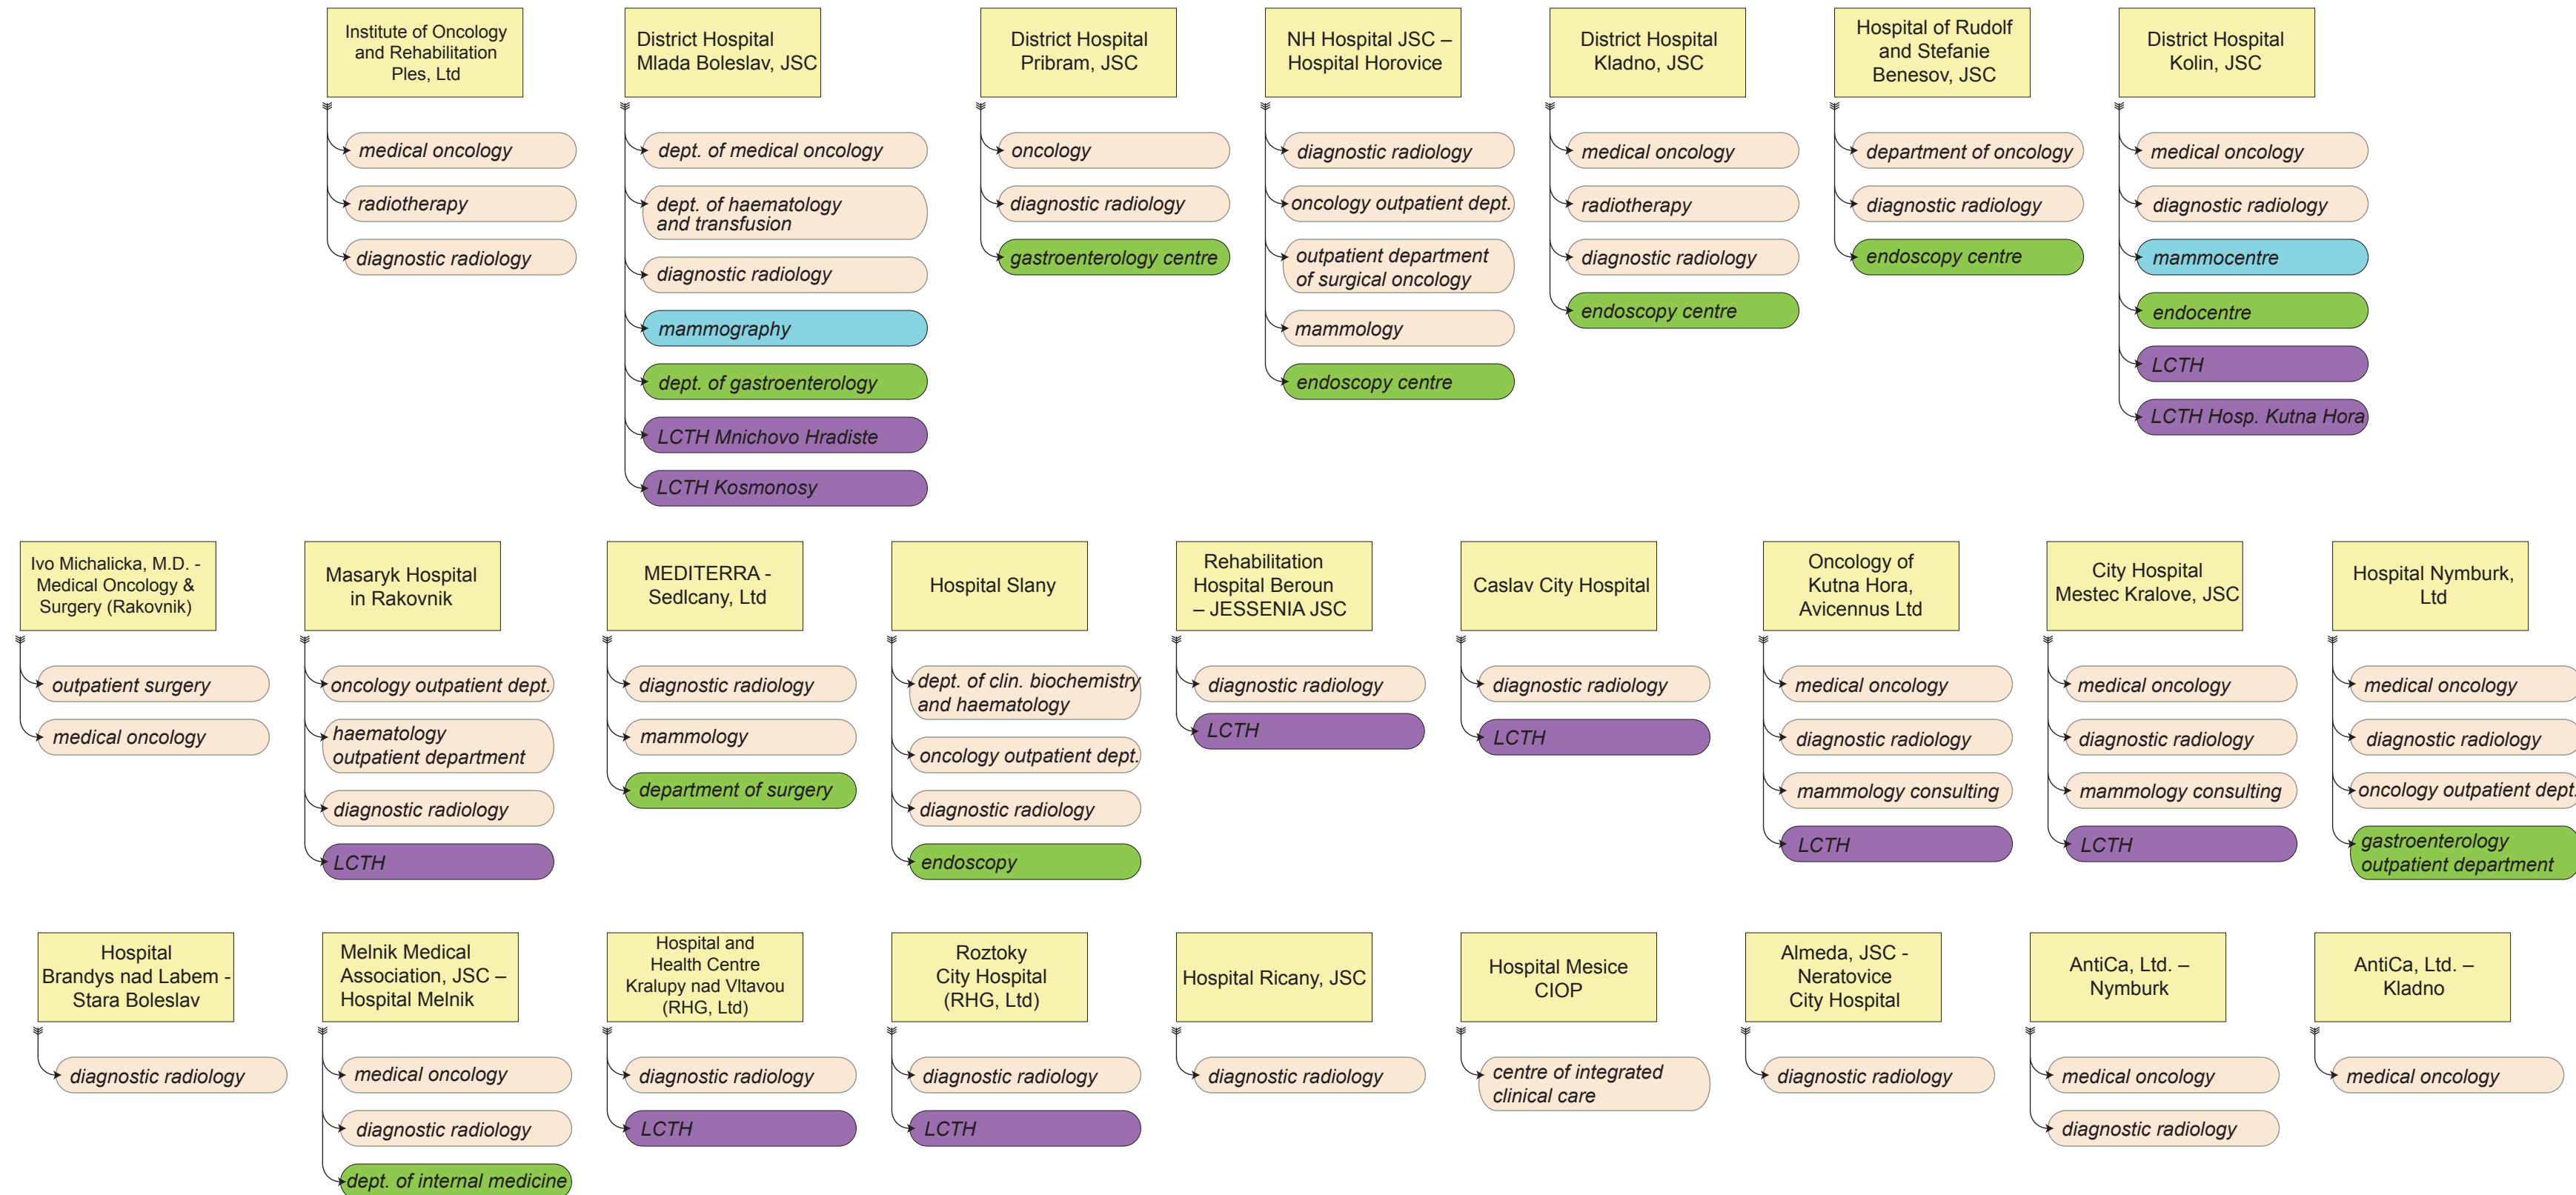 Institute of Oncology
and Rehabilitation
Ples, Ltd
medical oncology
radiotherapy
diagnostic radiology
District Hospital
Mlada Boleslav, JSC
dept. of medical oncology
dept. of haematology
and transfusion
diagnostic radiology
mammography
dept. of gastroenterology
LCTH Mnichovo Hradiste
LCTH Kosmonosy
District Hospital
Pribram, JSC
oncology
diagnostic radiology
gastroenterology centre
NH Hospital JSC –
Hospital Horovice
diagnostic radiology
oncology outpatient dept.
outpatient department
of surgical oncology
mammology
endoscopy centre
District Hospital
Kladno, JSC
medical oncology
radiotherapy
diagnostic radiology
endoscopy centre
Hospital of Rudolf
and Stefanie
Benesov, JSC
department of oncology
diagnostic radiology
endoscopy centre
District Hospital
Kolin, JSC
medical oncology
diagnostic radiology
mammocentre
endocentre
LCTH
LCTH Hosp. Kutna Hora
Ivo Michalicka, M.D. -
Medical Oncology &
Surgery (Rakovnik)
outpatient surgery
medical oncology
Masaryk Hospital
in Rakovnik
oncology outpatient dept.
haematology
outpatient department
diagnostic radiology
LCTH
MEDITERRA -
Sedlcany, Ltd
diagnostic radiology
mammology
department of surgery
Hospital Slany
dept. of clin. biochemistry
and haematology
oncology outpatient dept.
diagnostic radiology
endoscopy
Rehabilitation
Hospital Beroun
– JESSENIA JSC
diagnostic radiology
LCTH
Caslav City Hospital
diagnostic radiology
LCTH
Oncology of
Kutna Hora,
Avicennus Ltd
medical oncology
diagnostic radiology
mammology consulting
LCTH
City Hospital
Mestec Kralove, JSC
medical oncology
diagnostic radiology
mammology consulting
LCTH
Hospital Nymburk,
Ltd
medical oncology
diagnostic radiology
oncology outpatient dept.
gastroenterology
outpatient department
Hospital
Brandys nad Labem -
Stara Boleslav
diagnostic radiology
Melnik Medical
Association, JSC –
Hospital Melnik
medical oncology
diagnostic radiology
dept. of internal medicine
Hospital and
Health Centre
Kralupy nad Vltavou
(RHG, Ltd)
diagnostic radiology
LCTH
Roztoky
City Hospital
(RHG, Ltd)
diagnostic radiology
LCTH
Hospital Ricany, JSC
diagnostic radiology
Hospital Mesice
CIOP
centre of integrated
clinical care
Almeda, JSC -
Neratovice
City Hospital
diagnostic radiology
AntiCa, Ltd. –
Nymburk
medical oncology
diagnostic radiology
AntiCa, Ltd. –
Kladno
medical oncology